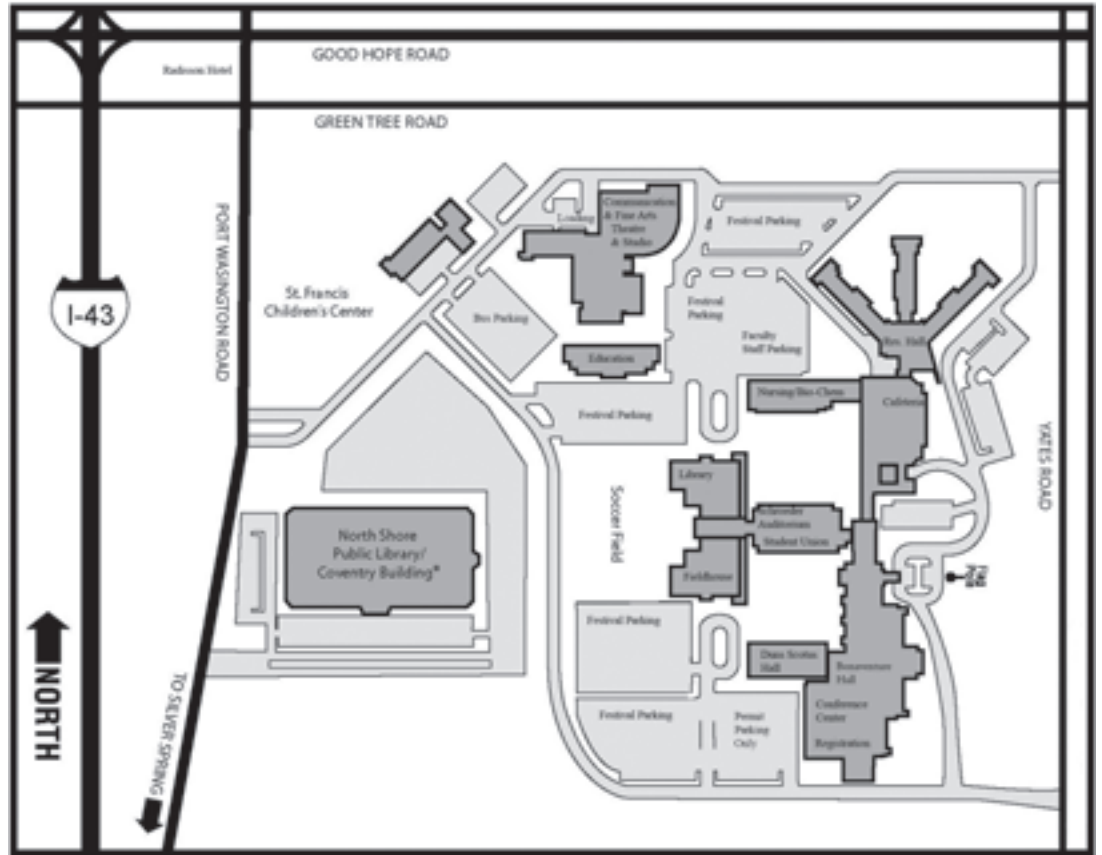 GOOD HOPE ROAD
Radisson Hotel
GREEN TREE ROAD
PORT WASINGTON ROAD
I-43
St. Francis
Children's Center
Loading
Communication
& Fine Arts
Theatre
& Studio
Festival Parking
Bus Parking
Festival
Parking
Faculty
Staff Parking
Res. Hall
Education
Nursing/Bio-Chem
Cafeteria
Festival Parking
YATES ROAD
Library
Soccer Field
Schroeder
Auditorium
Student Union
North Shore
Public Library/
Coventry Building*
Fieldhouse
Festival Parking
Duns Scotus
Hall
Bonaventure
Hall
Conference
Center
Registration
Festival Parking
Permit
Parking
Only
NORTH
TO SILVER SPRING